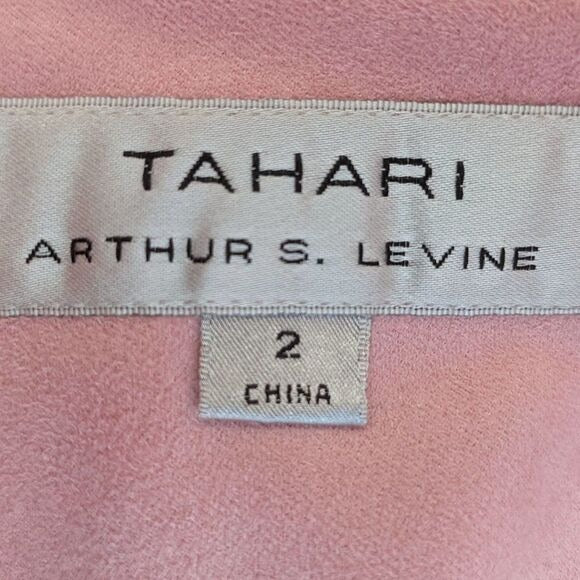 TAHARI
ARTHUR S. LEVINE
2
CHINA